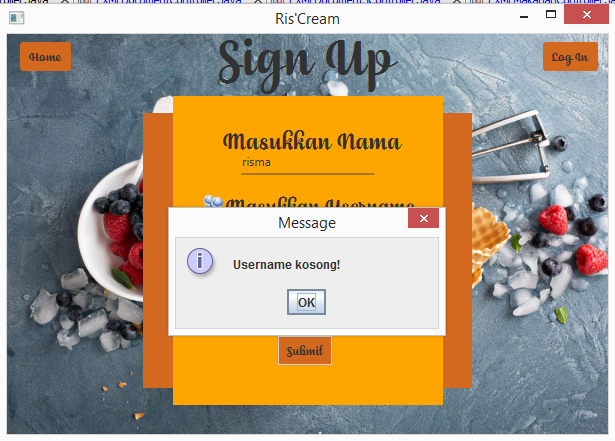 Ris'Cream
Home
Sign Up
Log In
Masukkan Nama
risma
Masukkan Username
Message
Username kosong!
OK
Submit